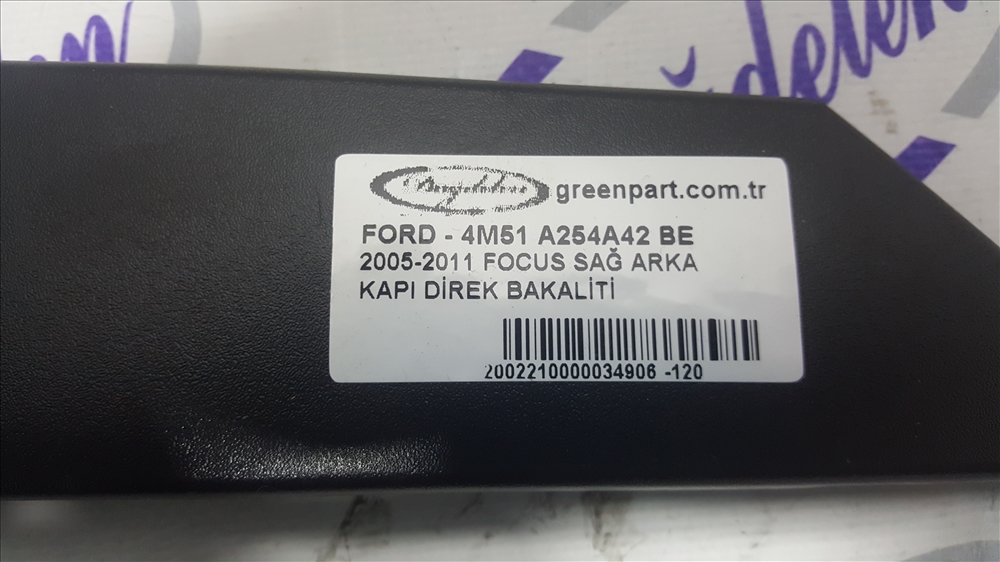 greenpart.com.tr
FORD - 4M51 A254A42 BE
2005-2011 FOCUS SAĞ ARKA
KAPI DİREK BAKALİTİ
2002210000034906 -120